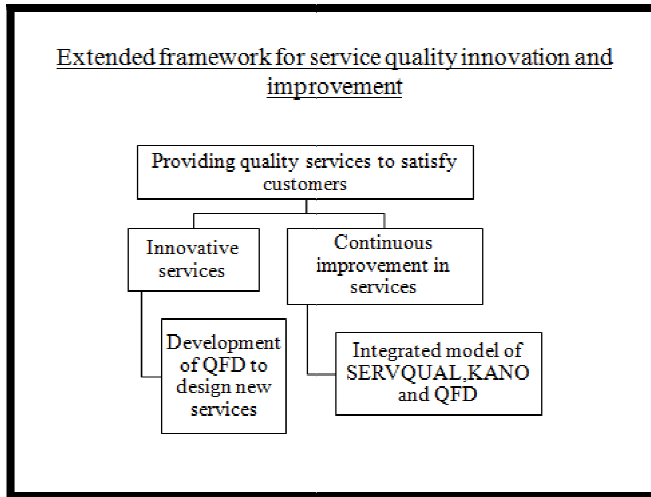 Extended framework for service quality innovation and
improvement
Providing quality services to satisfy
customers
Innovative
services
Continuous
improvement in
services
Development
of QFD to
design new
services
Integrated model of
SERVQUAL,KANO
and QFD